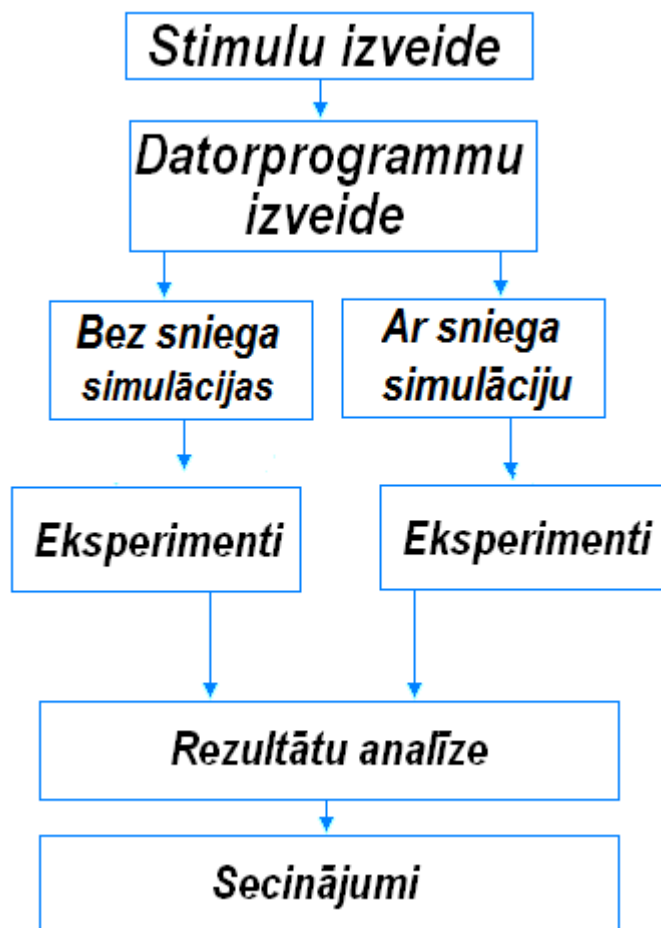 Stimulu izveide
Datorprogrammu
izveide
Bez sniega
simulācijas
Ar sniega
simulāciju
Eksperimenti
Eksperimenti
Rezultātu analīze
Secinājumi